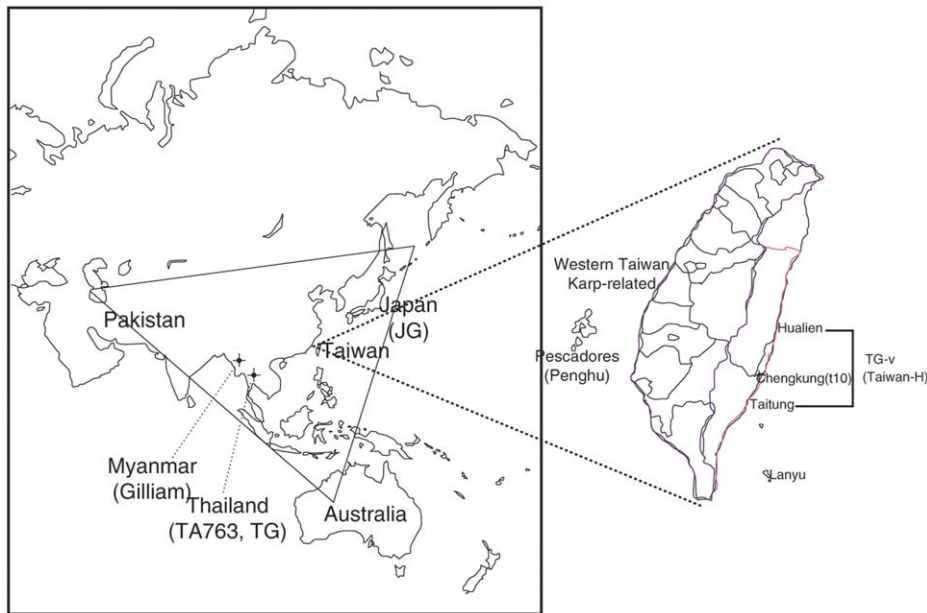 Pakistan
Japan
(JG)
Taiwan
Myanmar
(Gilliam)
Thailand
(TA763, TG)
Australia
Western Taiwan
Karp-related
Pescadores
(Penghu)
Hualien
Chengkung(t10)
Taitung
TG-v
(Taiwan-H)
Lanyu